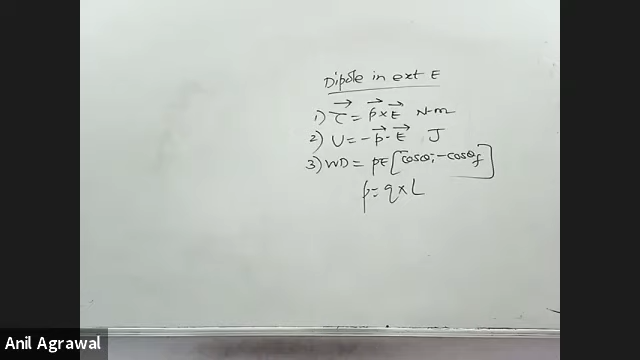 Dipole in ext E
1) τ⃗ = p⃗ × E⃗ N-m
2) U = - p⃗ · E⃗ J
3) WD = PE [cosθi - cosθf]
p = q × L
Anil Agrawal